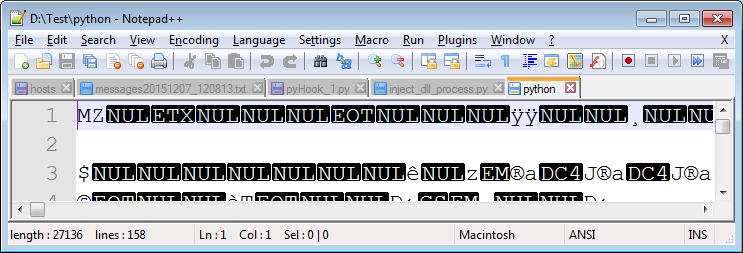 D:\Test\python - Notepad++
File Edit Search View Encoding Language Settings Macro Run Plugins Window ? X
hosts messages20151207_120813.txt pyHook_1.py inject_dll_process.py python
1 MZNULETXNULNULNULEOTNULNULNULÿÿNULNUL¸NULNU
2
3 $NULNULNULNULNULNULNULêNULzEM®aDC4J®aDC4J®a
4
length : 27136 lines : 158 Ln : 1 Col : 1 Sel : 0 | 0 Macintosh ANSI INS